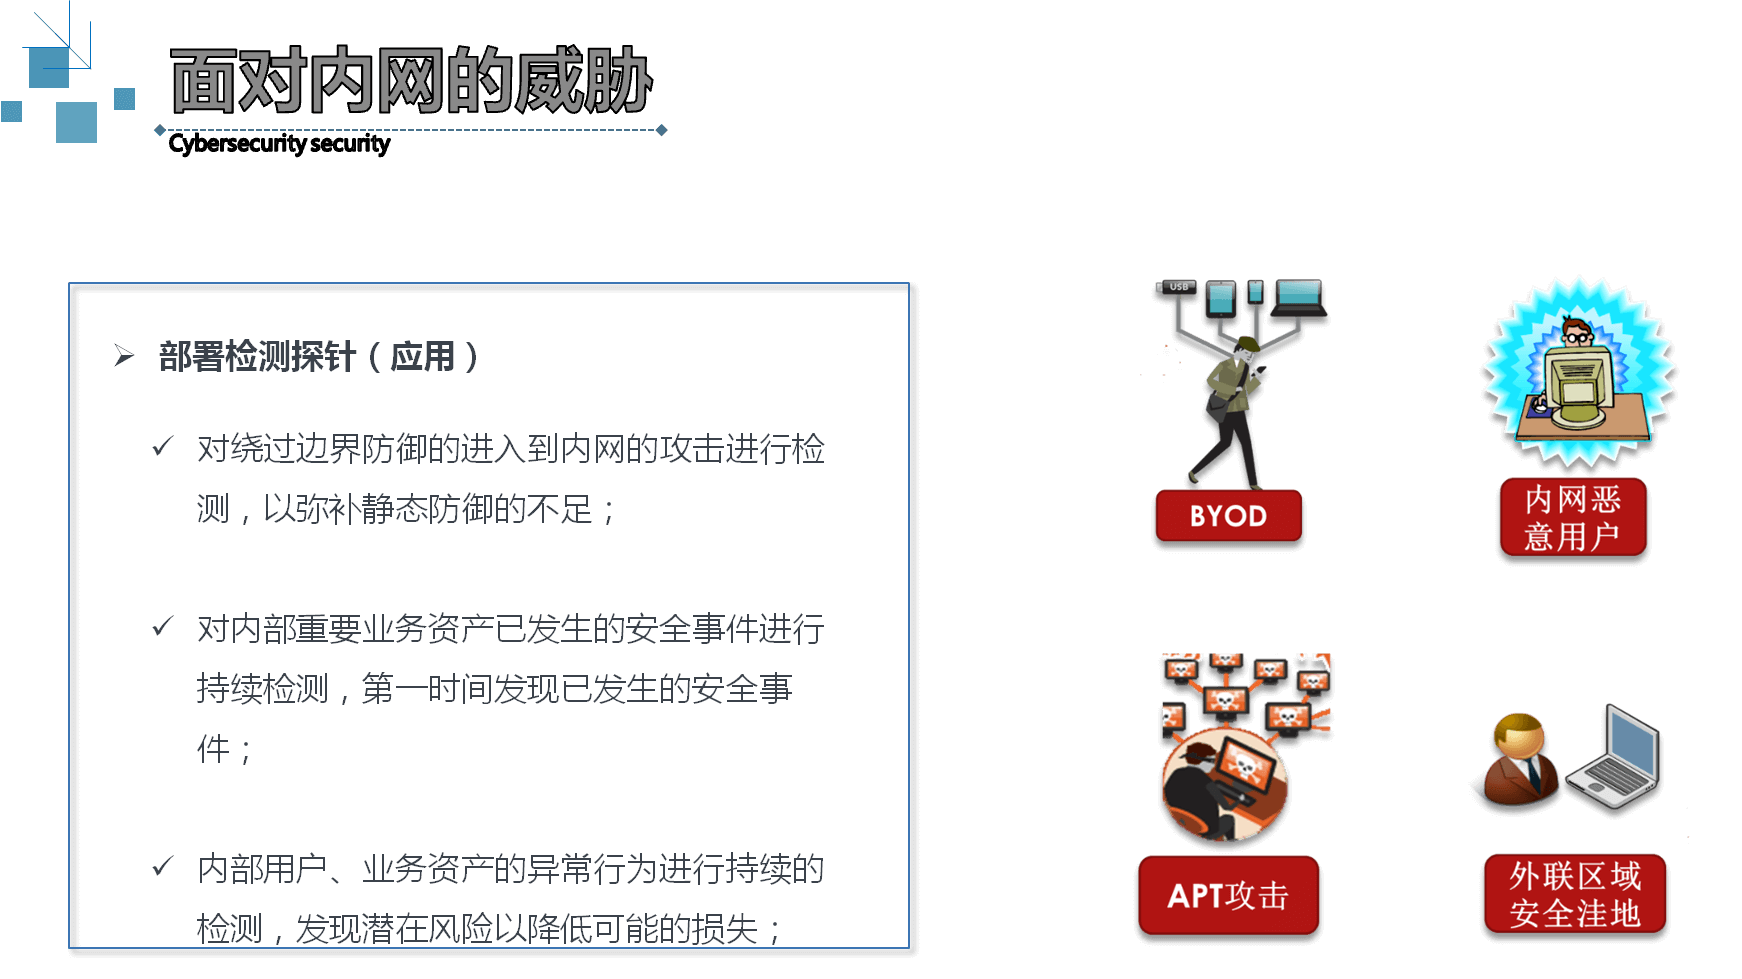 面对内网的威胁
Cybersecurity security
部署检测探针（应用）
对绕过边界防御的进入到内网的攻击进行检
测，以弥补静态防御的不足；
对内部重要业务资产已发生的安全事件进行
持续检测，第一时间发现已发生的安全事
件；
内部用户、业务资产的异常行为进行持续的
检测，发现潜在风险以降低可能的损失；
USB
BYOD
内网恶
意用户
APT攻击
外联区域
安全洼地